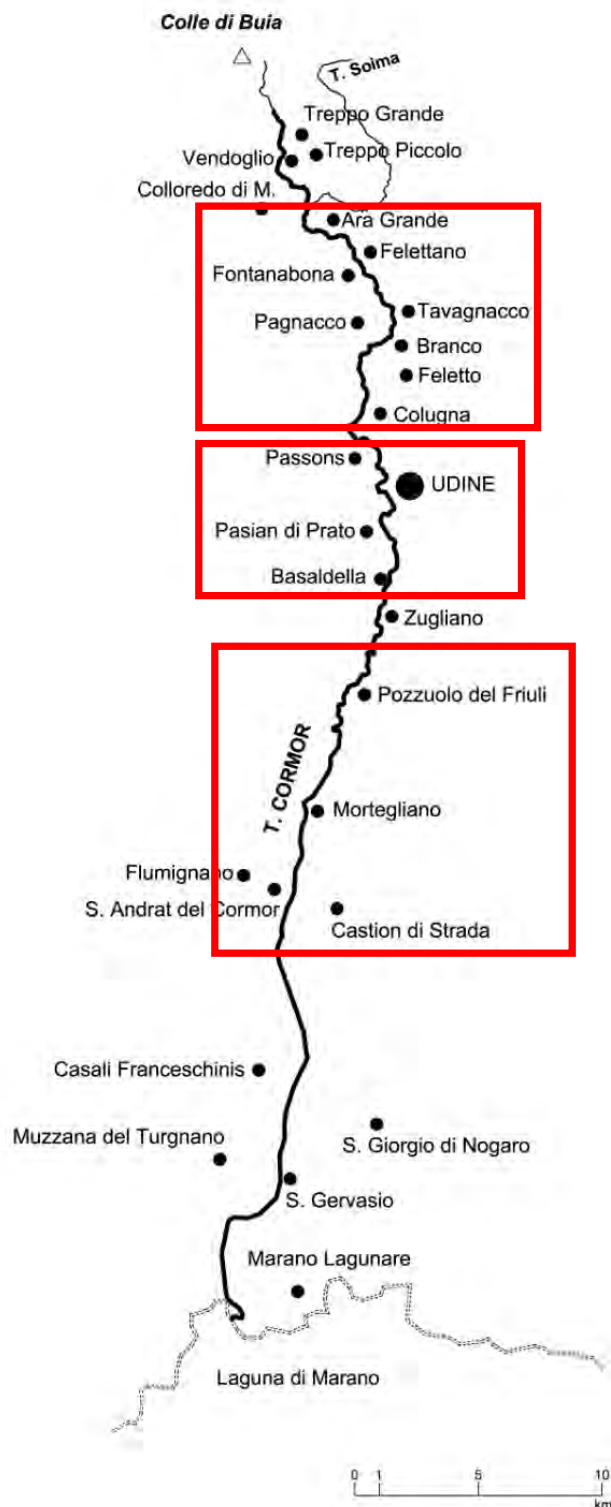 Colle di Buia
T. Soima
Treppo Grande
Treppo Piccolo
Vendoglio
Colloredo di M.
Ara Grande
Felettano
Fontanabona
Tavagnacco
Pagnacco
Branco
Feletto
Colugna
Passons
UDINE
Pasian di Prato
Basaldella
Zugliano
Pozzuolo del Friuli
T. CORMOR
Mortegliano
Flumignano
S. Andrat del Cormor
Castion di Strada
Casali Franceschinis
Muzzana del Turgnano
S. Giorgio di Nogaro
S. Gervasio
Marano Lagunare
Laguna di Marano
0 1 5 10
km